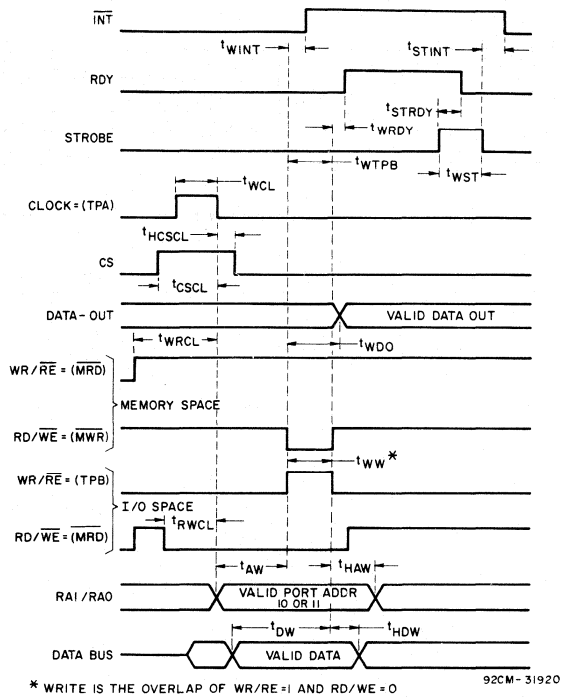 INT
tWINT
tSTINT
RDY
tSTRDY
tWRDY
STROBE
tWTPB
tWST
tWCL
CLOCK=(TPA)
tHCSCL
CS
tCSCL
DATA-OUT
VALID DATA OUT
tWRCL
tWDO
WR/RE=(MRD)
MEMORY SPACE
RD/WE=(MWR)
tWW*
WR/RE=(TPB)
I/O SPACE
tRWCL
RD/WE=(MRD)
tAW
tHAW
RA1/RA0
VALID PORT ADDR
10 OR 11
tDW
tHDW
DATA BUS
VALID DATA
92CM-31920
* WRITE IS THE OVERLAP OF WR/RE=1 AND RD/WE=0